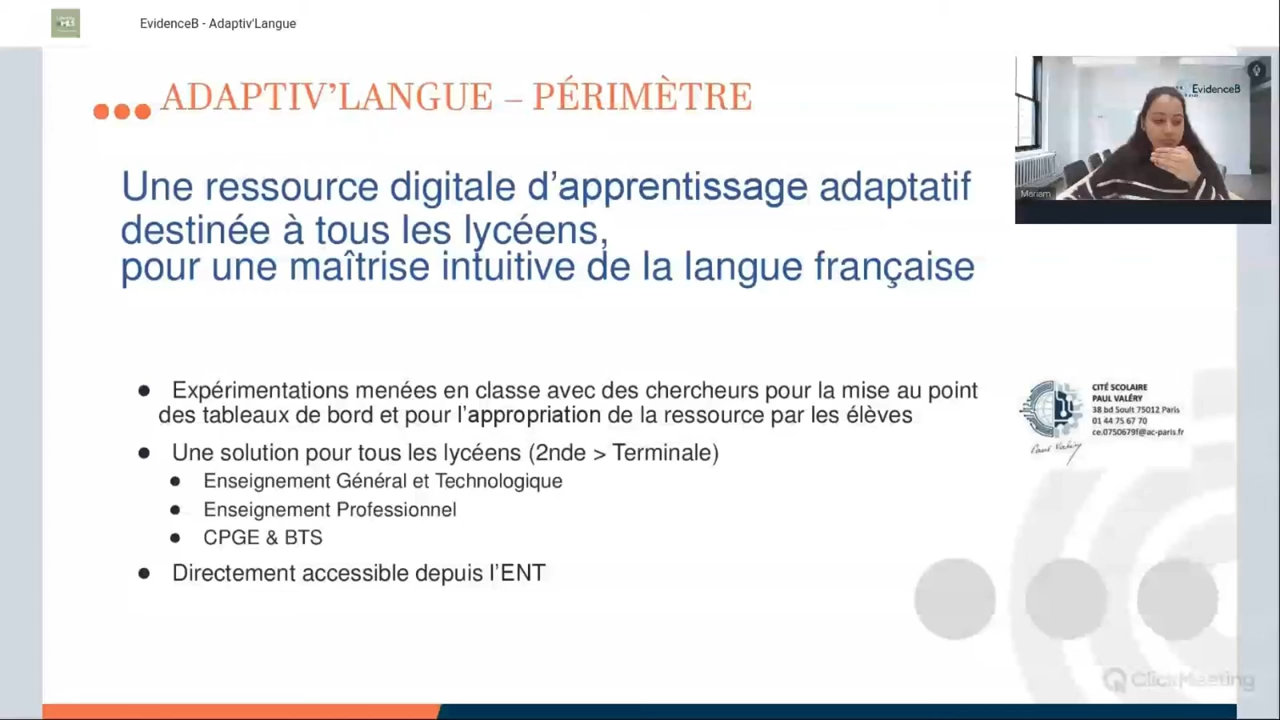 EvidenceB - Adaptiv'Langue
ADAPTIV'LANGUE – PÉRIMÈTRE
EvidenceB
Mariam
Une ressource digitale d'apprentissage adaptatif
destinée à tous les lycéens,
pour une maîtrise intuitive de la langue française
● Expérimentations menées en classe avec des chercheurs pour la mise au point
des tableaux de bord et pour l'appropriation de la ressource par les élèves
● Une solution pour tous les lycéens (2nde > Terminale)
● Enseignement Général et Technologique
● Enseignement Professionnel
● CPGE & BTS
● Directement accessible depuis l'ENT
CITÉ SCOLAIRE
PAUL VALÉRY
38 bd Soult 75012 Paris
01 44 75 67 70
ce.0750679f@ac-paris.fr
Paul Valéry
ClickMeeting